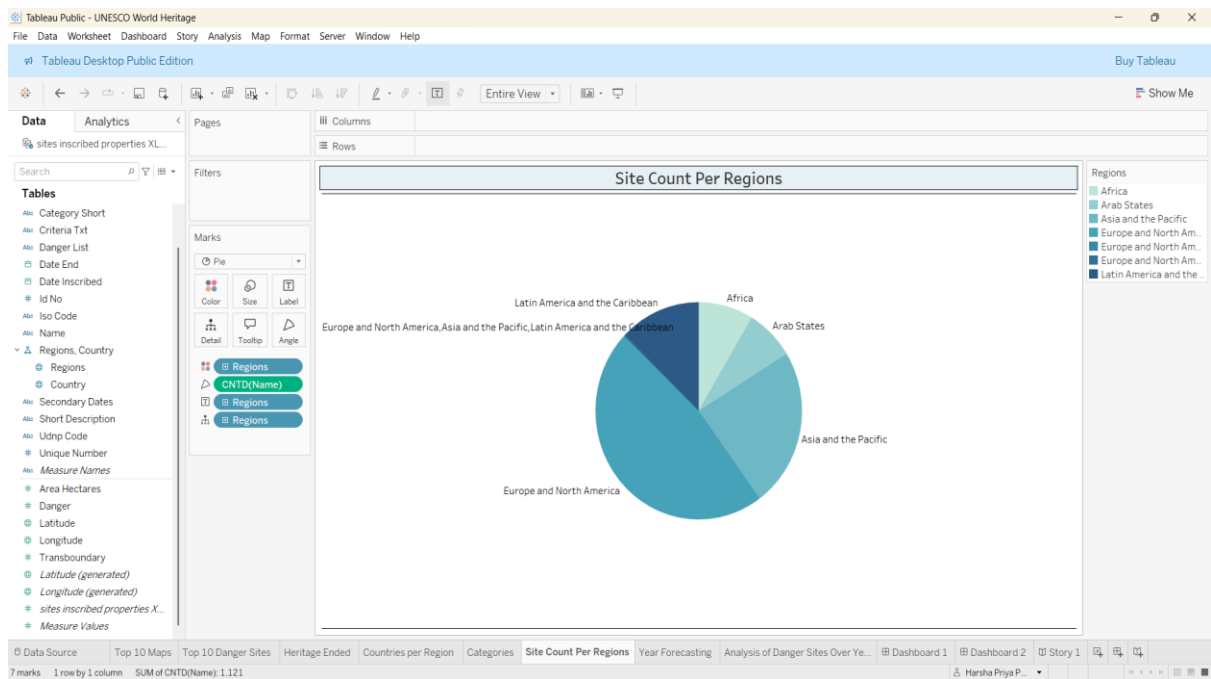 Tableau Public - UNESCO World Heritage
File Data Worksheet Dashboard Story Analysis Map Format Server Window Help
Tableau Desktop Public Edition
Buy Tableau
Entire View
Show Me
Data
Analytics
sites inscribed properties XL...
Search
Tables
Abc Category Short
Abc Criteria Txt
Abc Danger List
Date End
Date Inscribed
# Id No
Abc Iso Code
Abc Name
Regions, Country
Regions
Country
Abc Secondary Dates
Abc Short Description
Abc Udnp Code
# Unique Number
Abc Measure Names
# Area Hectares
# Danger
Latitude
Longitude
# Transboundary
Latitude (generated)
Longitude (generated)
# sites inscribed properties X...
# Measure Values
Pages
Filters
Marks
Pie
Color Size Label
Detail Tooltip Angle
Regions
CNTD(Name)
Regions
Regions
Columns
Rows
Site Count Per Regions
Latin America and the Caribbean
Africa
Europe and North America,Asia and the Pacific,Latin America and the Caribbean
Arab States
Asia and the Pacific
Europe and North America
Regions
Africa
Arab States
Asia and the Pacific
Europe and North Am..
Europe and North Am..
Europe and North Am..
Latin America and the ..
Data Source Top 10 Maps Top 10 Danger Sites Heritage Ended Countries per Region Categories Site Count Per Regions Year Forecasting Analysis of Danger Sites Over Ye... Dashboard 1 Dashboard 2 Story 1
7 marks 1 row by 1 column SUM of CNTD(Name): 1,121
Harsha Priya P...